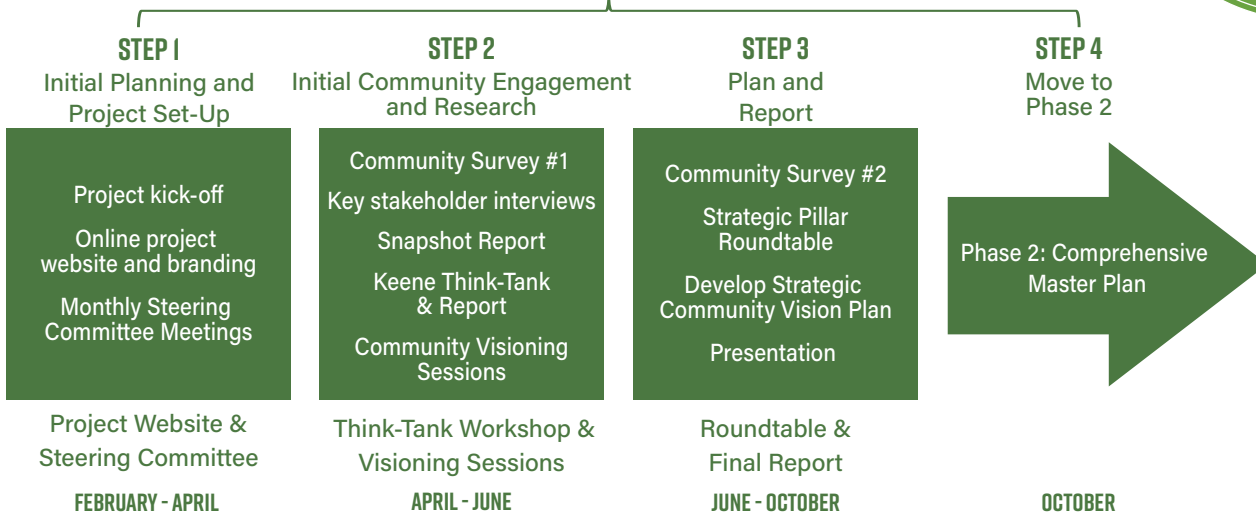 STEP 1
Initial Planning and
Project Set-Up
Project kick-off
Online project
website and branding
Monthly Steering
Committee Meetings
Project Website &
Steering Committee
FEBRUARY - APRIL
STEP 2
Initial Community Engagement
and Research
Community Survey #1
Key stakeholder interviews
Snapshot Report
Keene Think-Tank
& Report
Community Visioning
Sessions
Think-Tank Workshop &
Visioning Sessions
APRIL - JUNE
STEP 3
Plan and
Report
Community Survey #2
Strategic Pillar
Roundtable
Develop Strategic
Community Vision Plan
Presentation
Roundtable &
Final Report
JUNE - OCTOBER
STEP 4
Move to
Phase 2
Phase 2: Comprehensive
Master Plan
OCTOBER